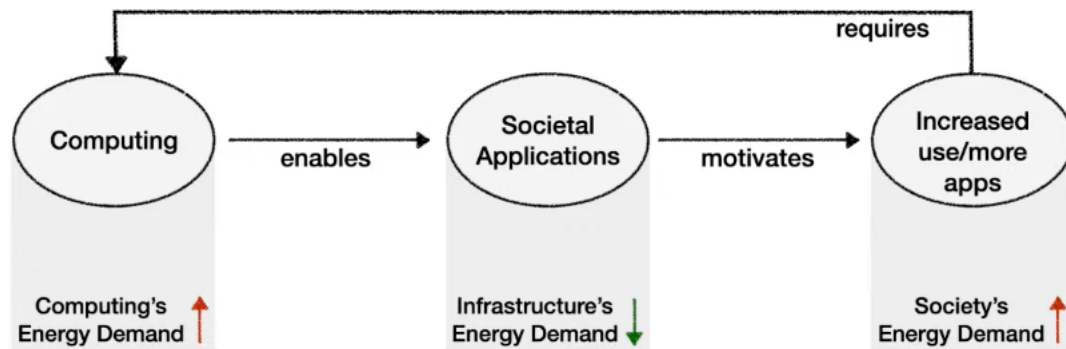 requires
Computing
enables
Societal
Applications
motivates
Increased
use/more
apps
Computing's
Energy Demand
Infrastructure's
Energy Demand
Society's
Energy Demand